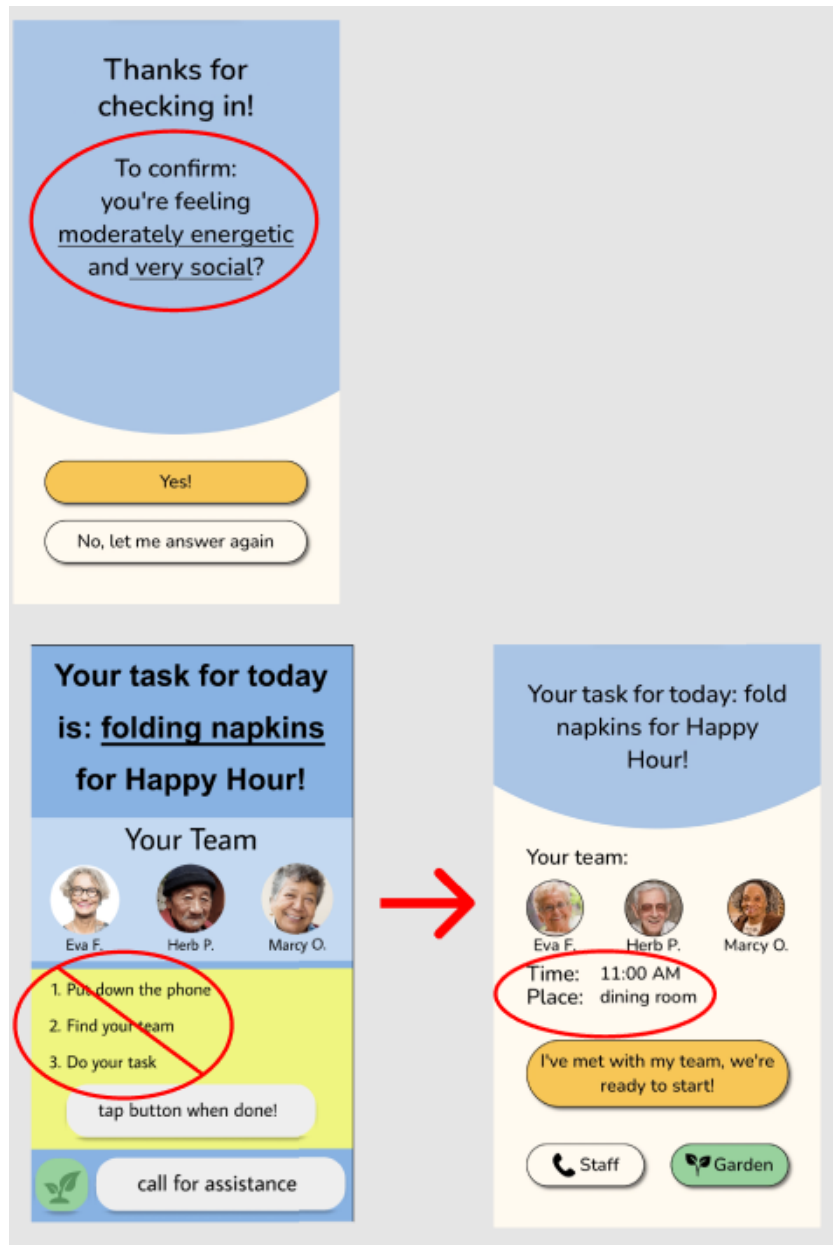 Thanks for
checking in!
To confirm:
you're feeling
moderately energetic
and very social?
Yes!
No, let me answer again
Your task for today
is: folding napkins
for Happy Hour!
Your Team
Eva F.
Herb P.
Marcy O.
1. Put down the phone
2. Find your team
3. Do your task
tap button when done!
call for assistance
Your task for today: fold
napkins for Happy
Hour!
Your team:
Eva F.
Herb P.
Marcy O.
Time: 11:00 AM
Place: dining room
I've met with my team, we're
ready to start!
Staff
Garden